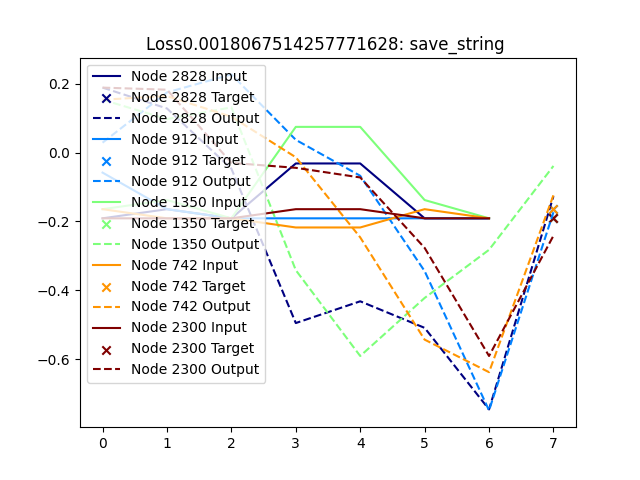 Loss0.0018067514257771628: save_string
0.2
0.0
−0.2
−0.4
−0.6
Node 2828 Input
Node 2828 Target
Node 2828 Output
Node 912 Input
Node 912 Target
Node 912 Output
Node 1350 Input
Node 1350 Target
Node 1350 Output
Node 742 Input
Node 742 Target
Node 742 Output
Node 2300 Input
Node 2300 Target
Node 2300 Output
0 1 2 3 4 5 6 7